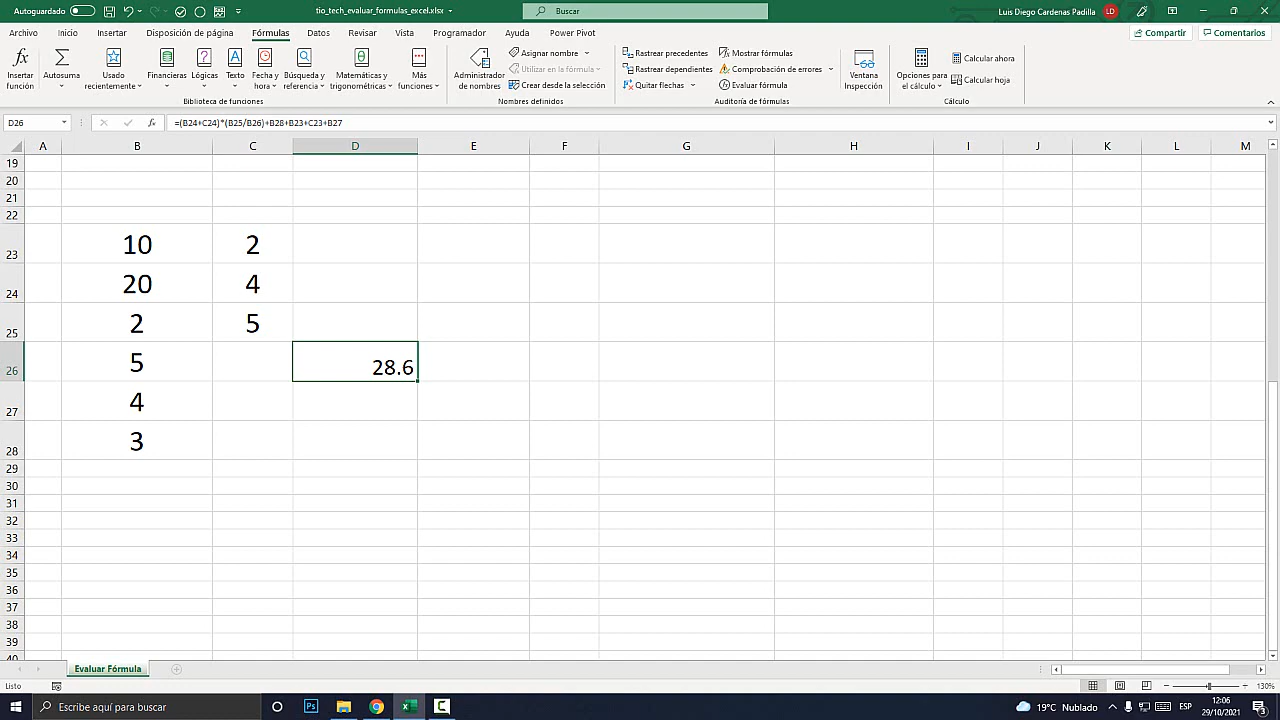 Autoguardado
tio_tech_evaluar_formulas_excel.xlsx
Buscar
Luis Diego Cardenas Padilla
LD
Archivo Inicio Insertar Disposición de página Fórmulas Datos Revisar Vista Programador Ayuda Power Pivot
Compartir Comentarios
Insertar función
Autosuma
Usado recientemente
Financieras
Lógicas
Texto
Fecha y hora
Búsqueda y referencia
Matemáticas y trigonométricas
Más funciones
Biblioteca de funciones
Administrador de nombres
Asignar nombre
Utilizar en la fórmula
Crear desde la selección
Nombres definidos
Rastrear precedentes
Rastrear dependientes
Quitar flechas
Mostrar fórmulas
Comprobación de errores
Evaluar fórmula
Auditoría de fórmulas
Ventana Inspección
Opciones para el cálculo
Calcular ahora
Calcular hoja
Cálculo
D26
fx
=(B24+C24)*(B25/B26)+B28+B23+C23+B27
A B C D E F G H I J K L M
19
20
21
22
23 10 2
24 20 4
25 2 5
26 5 28.6
27 4
28 3
29
30
31
32
33
34
35
36
37
38
39
40
Evaluar Fórmula
Listo
130%
Escribe aquí para buscar
Ps
19°C Nublado
ESP
12:06
29/10/2021
3